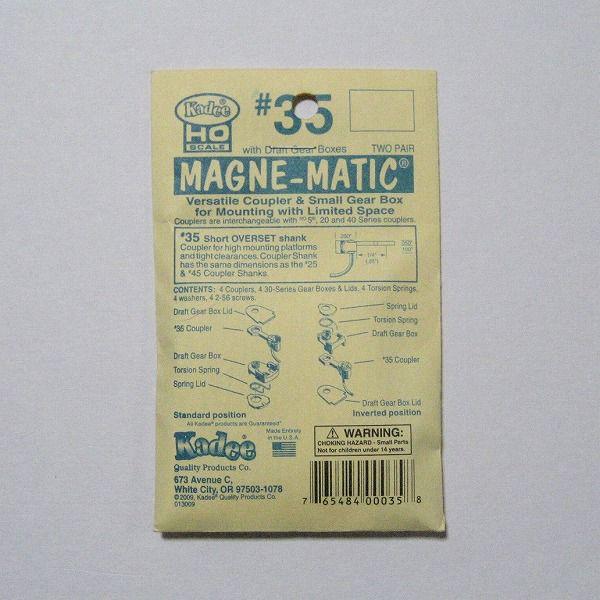 Kadee®
HO
SCALE
#35
with Draft Gear Boxes
TWO PAIR
MAGNE-MATIC®
Versatile Coupler & Small Gear Box
for Mounting with Limited Space
Couplers are interchangeable with NO 5®, 20 and 40 Series couplers.
#35 Short OVERSET shank
Coupler for high mounting platforms
and tight clearances. Coupler Shank
has the same dimensions as the #25
& #45 Coupler Shanks.
1/4"
(.25")
CONTENTS: 4 Couplers, 4 30-Series Gear Boxes & Lids, 4 Torsion Springs,
4 washers, 4 2-56 screws.
Draft Gear Box Lid
#35 Coupler
Draft Gear Box
Torsion Spring
Spring Lid
Standard position
Spring Lid
Torsion Spring
Draft Gear Box
#35 Coupler
Draft Gear Box Lid
Inverted position
All Kadee® products are Guaranteed®
Kadee®
Quality Products Co.
Made Entirely
in the U.S.A.
673 Avenue C,
White City, OR 97503-1078
©2009, Kadee® Quality Products Co.
013009
WARNING:
CHOKING HAZARD - Small Parts
Not for children under 14 years.
7 65484 00035 8